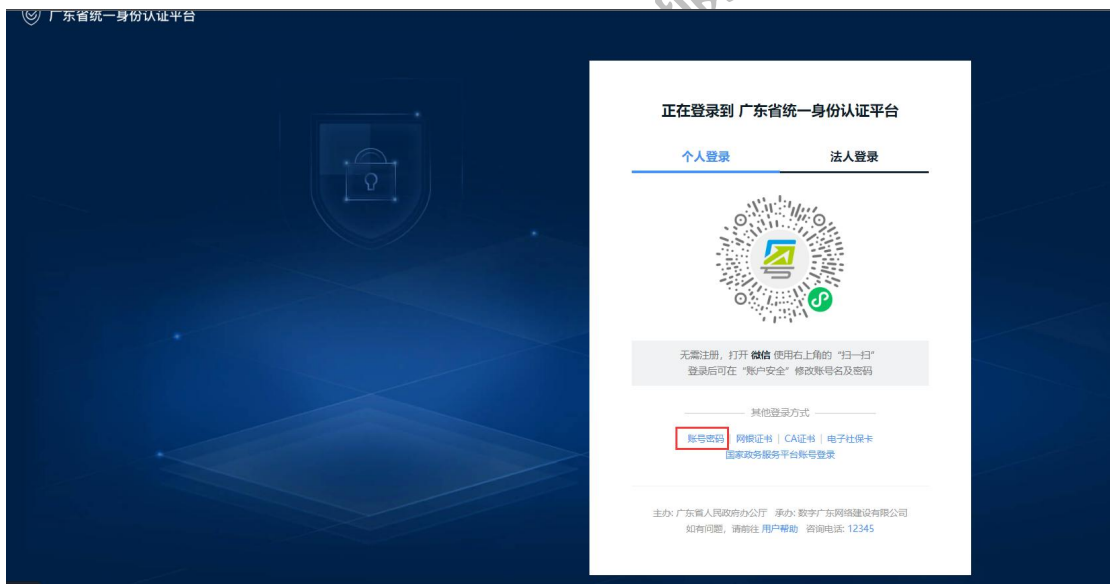 广东省统一身份认证平台
正在登录到 广东省统一身份认证平台
个人登录 法人登录
无需注册，打开 微信 使用右上角的 “扫一扫”
登录后可在 “账户安全” 修改账号名及密码
其他登录方式
账号密码 | 网银证书 | CA证书 | 电子社保卡
国家政务服务平台账号登录
主办: 广东省人民政府办公厅 承办: 数字广东网络建设有限公司
如有问题，请前往 用户帮助 咨询电话: 12345